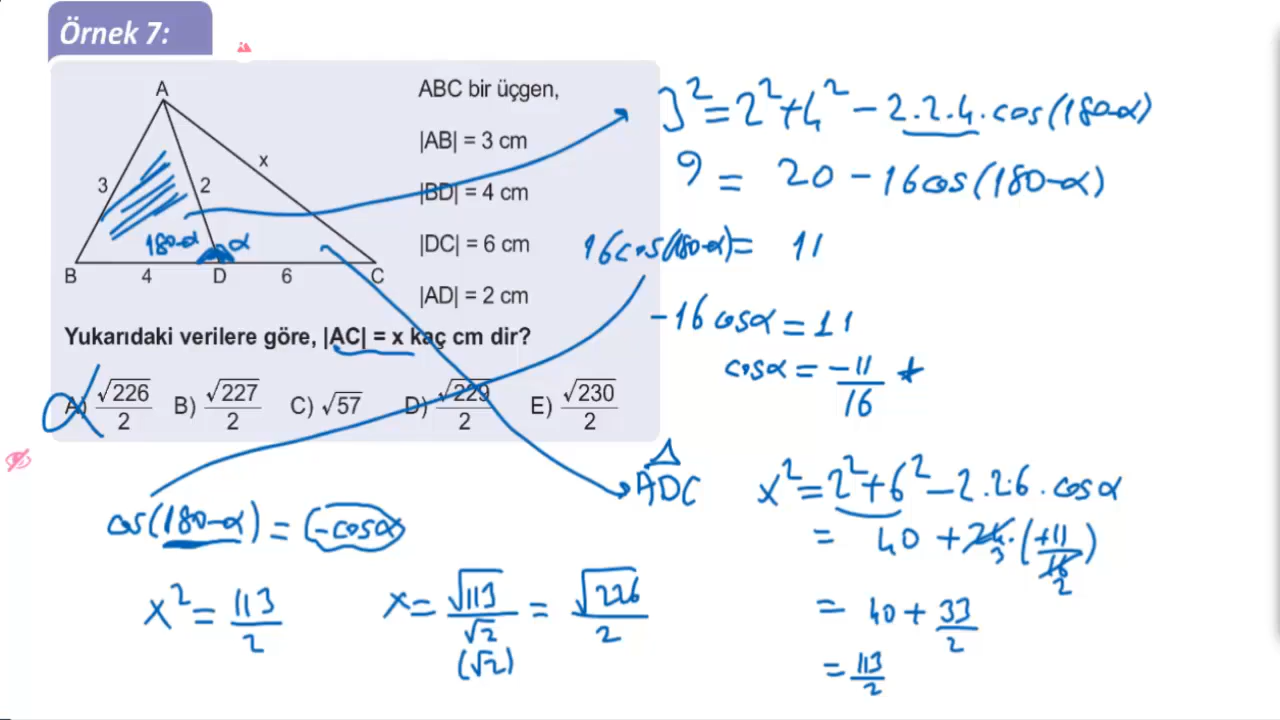 Örnek 7:
A
3
2
x
180-α
α
B
4
D
6
C
ABC bir üçgen,
|AB| = 3 cm
|BD| = 4 cm
|DC| = 6 cm
|AD| = 2 cm
Yukarıdaki verilere göre, |AC| = x kaç cm dir?
A) √226/2 B) √227/2 C) √57 D) √229/2 E) √230/2
3² = 2² + 4² - 2.2.4.cos(180-α)
9 = 20 - 16cos(180-α)
16cos(180-α) = 11
-16cosα = 11
cosα = -11/16
ADC
x² = 2² + 6² - 2.2.6.cosα
= 40 + 24.(+11/16)
3
2
= 40 + 33/2
= 113/2
cos(180-α) = (-cosα)
x² = 113/2
x = √113/√2 = √226/2
(√2)